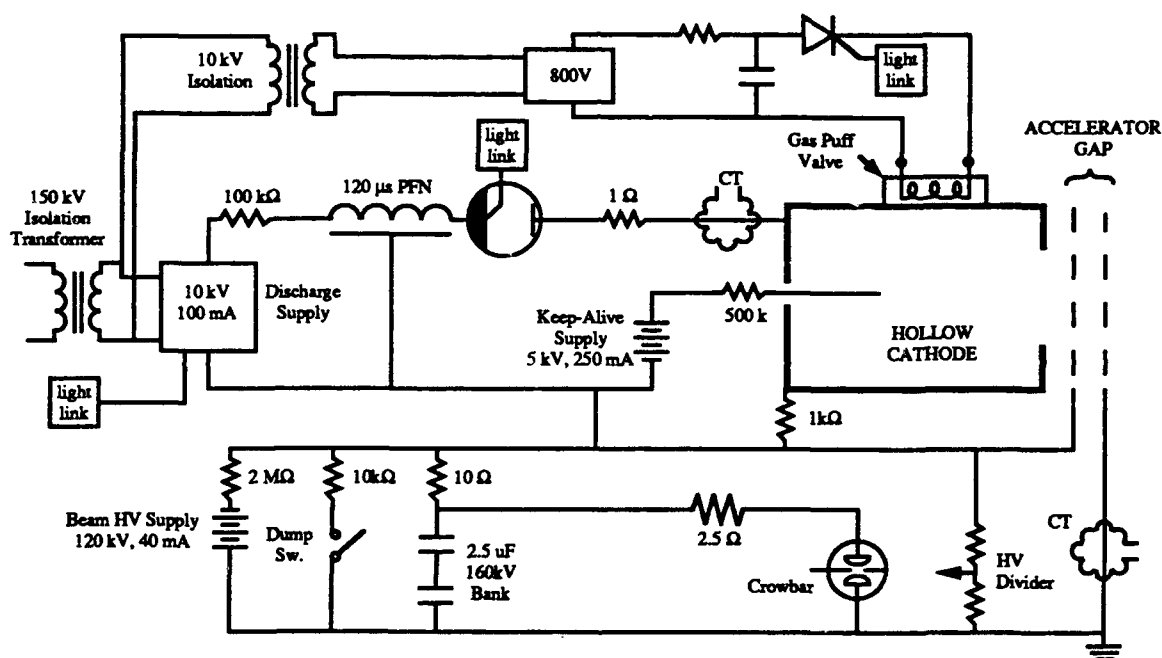 10 kV
Isolation
800V
light
link
ACCELERATOR
GAP
Gas Puff
Valve
light
link
150 kV
Isolation
Transformer
100 kΩ
120 µs PFN
1 Ω
CT
10 kV
100 mA
Discharge
Supply
Keep-Alive
Supply
5 kV, 250 mA
500 k
HOLLOW
CATHODE
light
link
1kΩ
2 MΩ
10kΩ
10 Ω
Beam HV Supply
120 kV, 40 mA
Dump
Sw.
2.5 uF
160kV
Bank
2.5 Ω
Crowbar
HV
Divider
CT